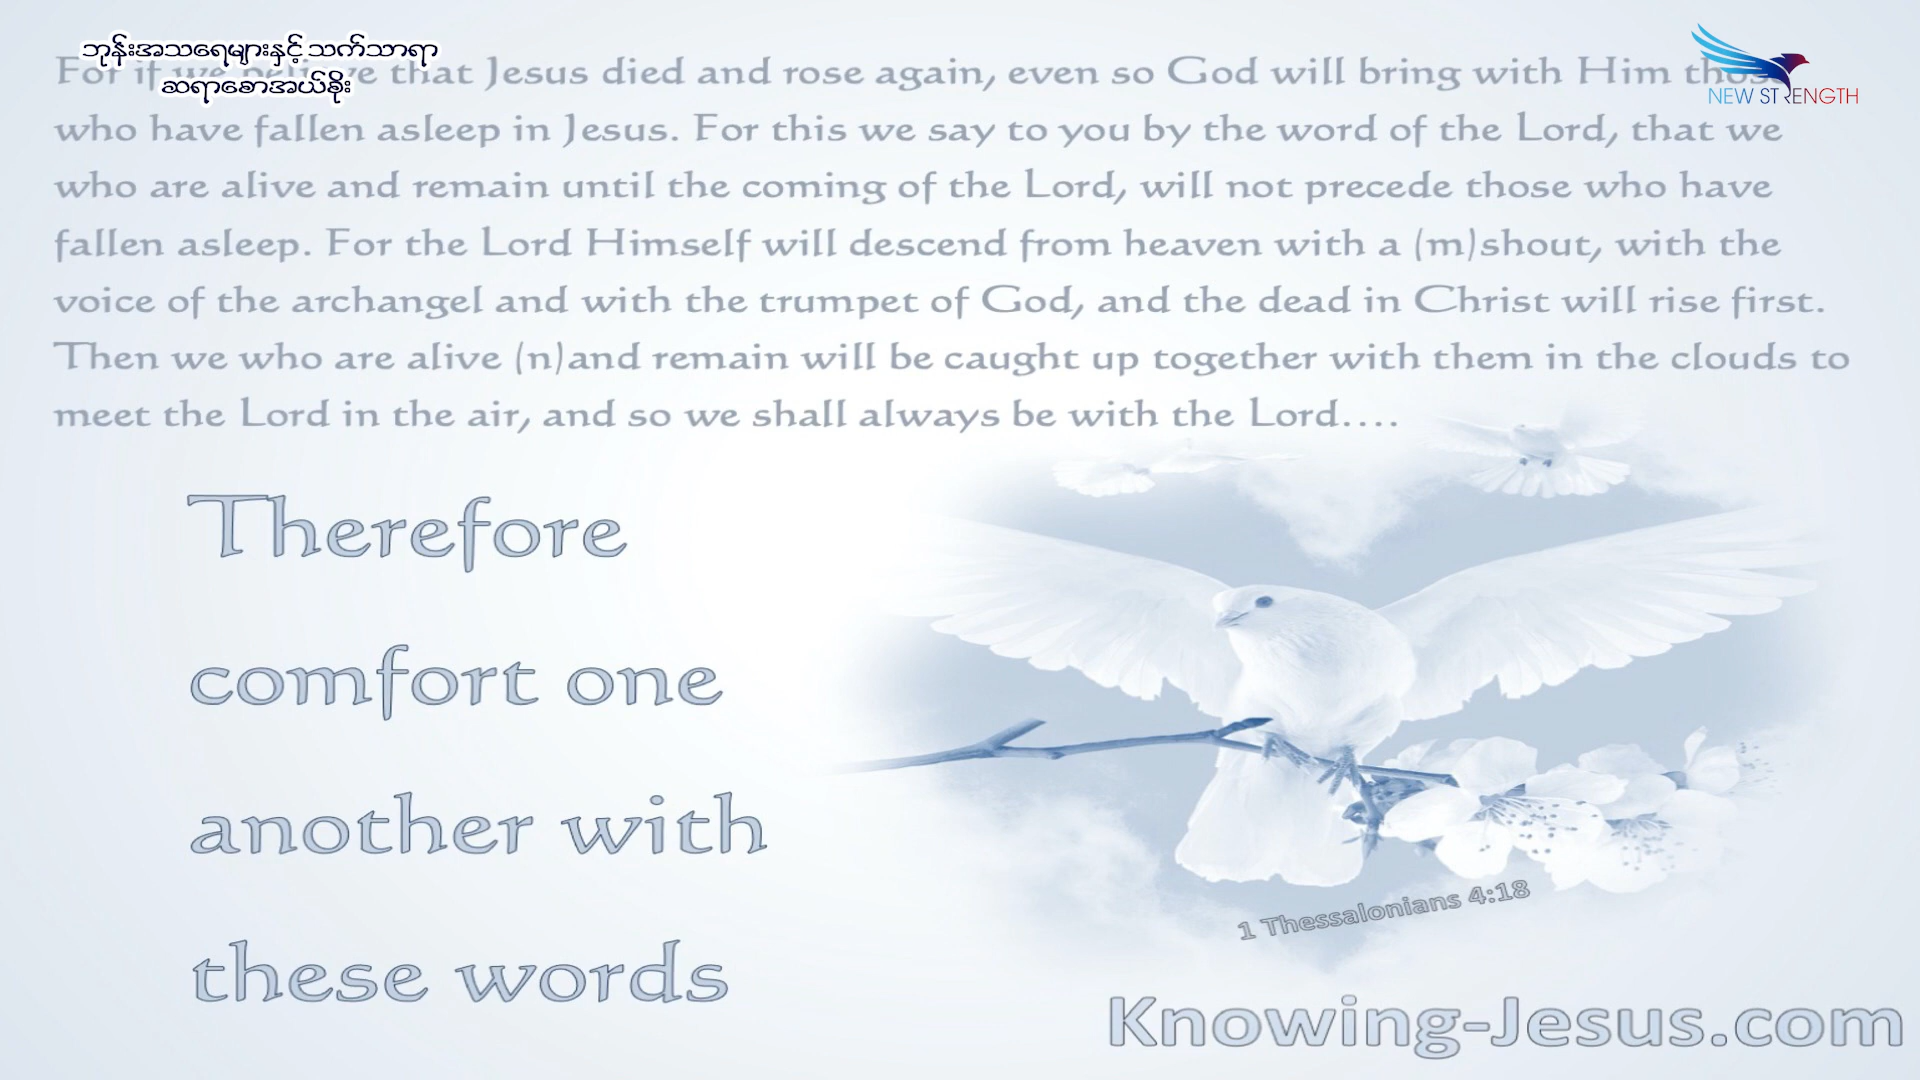 ဘုန်းအသရေများနှင့် သက်သာရာ
ဆရာစောအယ်ခိုး
NEW STRENGTH
For if we believe that Jesus died and rose again, even so God will bring with Him those
who have fallen asleep in Jesus. For this we say to you by the word of the Lord, that we
who are alive and remain until the coming of the Lord, will not precede those who have
fallen asleep. For the Lord Himself will descend from heaven with a (m)shout, with the
voice of the archangel and with the trumpet of God, and the dead in Christ will rise first.
Then we who are alive (n)and remain will be caught up together with them in the clouds to
meet the Lord in the air, and so we shall always be with the Lord....
Therefore
comfort one
another with
these words
1 Thessalonians 4:18
Knowing-Jesus.com